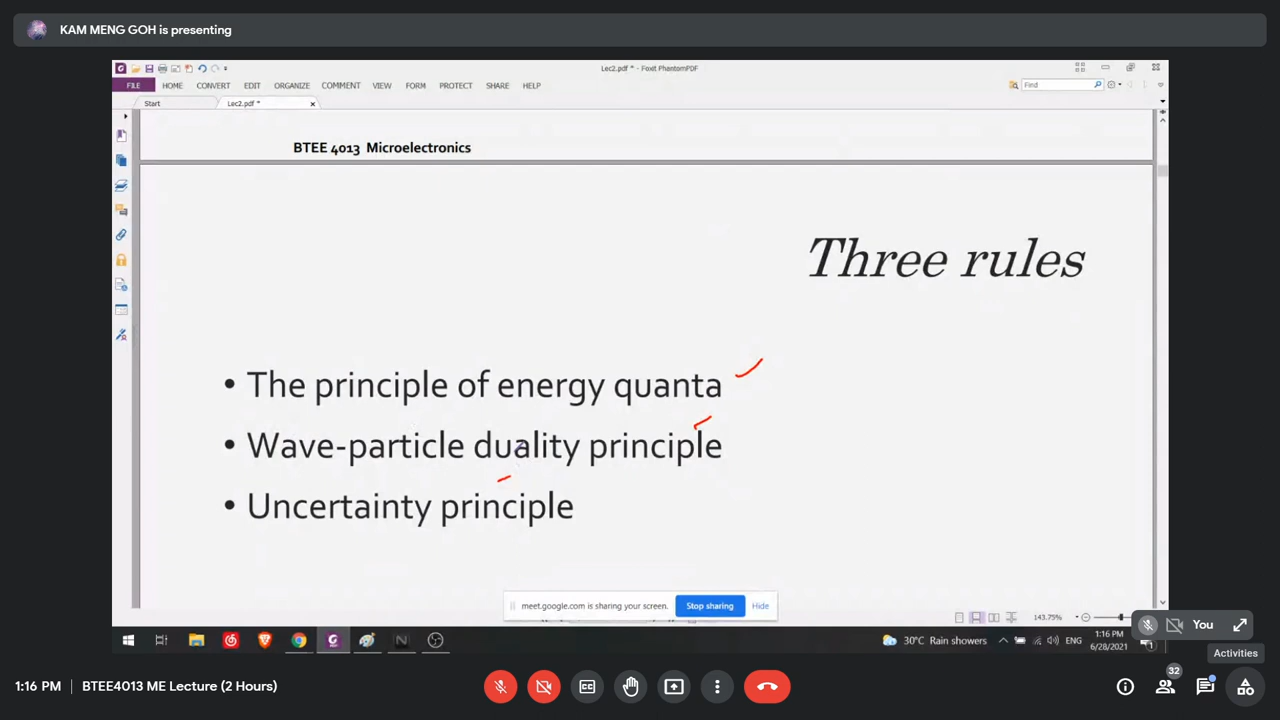 KAM MENG GOH is presenting
Lec2.pdf * - Foxit PhantomPDF
FILE HOME CONVERT EDIT ORGANIZE COMMENT VIEW FORM PROTECT SHARE HELP
Find
Start Lec2.pdf *
BTEE 4013 Microelectronics
Three rules
• The principle of energy quanta
• Wave-particle duality principle
• Uncertainty principle
meet.google.com is sharing your screen. Stop sharing Hide
143.75%
You
30°C Rain showers ENG 1:16 PM
6/28/2021
Activities
32
1:16 PM BTEE4013 ME Lecture (2 Hours)